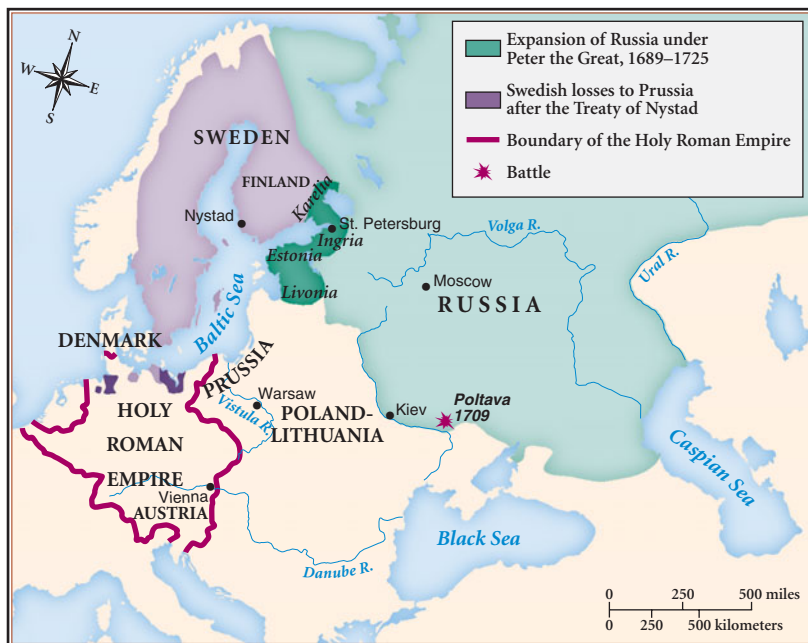 N
W
E
S
Expansion of Russia under
Peter the Great, 1689–1725
Swedish losses to Prussia
after the Treaty of Nystad
Boundary of the Holy Roman Empire
Battle
SWEDEN
FINLAND
Karelia
Nystad
St. Petersburg
Ingria
Estonia
Livonia
Volga R.
Ural R.
Moscow
RUSSIA
Baltic Sea
DENMARK
PRUSSIA
Warsaw
Vistula R.
POLAND-
LITHUANIA
Kiev
Poltava
1709
HOLY
ROMAN
EMPIRE
Vienna
AUSTRIA
Caspian Sea
Black Sea
Danube R.
0 250 500 miles
0 250 500 kilometers